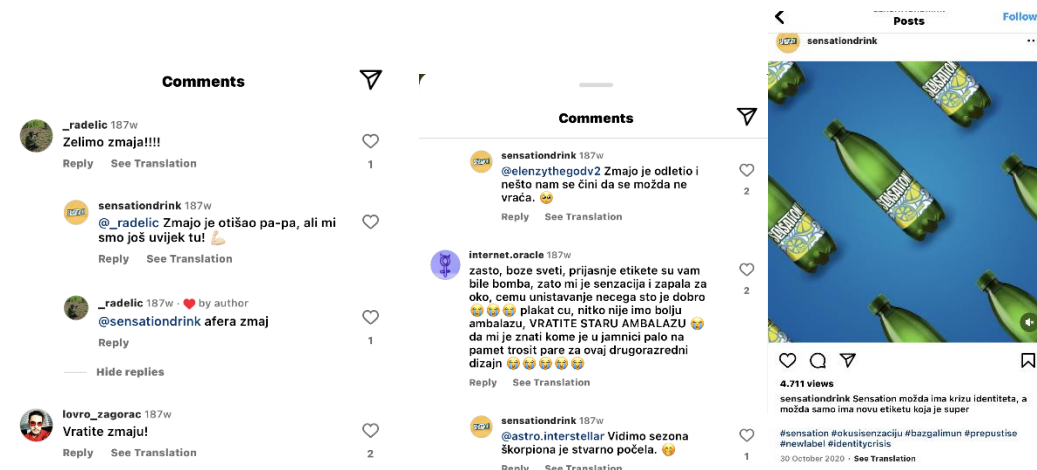 Comments
_radelic 187w
Zelimo zmaja!!!!
Reply See Translation
1
sensationdrink 187w
@_radelic Zmajo je otišao pa-pa, ali mi
smo još uvijek tu! 💪🏻
Reply See Translation
_radelic 187w · ❤️ by author
@sensationdrink afera zmaj
Reply
1
Hide replies
lovro_zagorac 187w
Vratite zmaju!
Reply See Translation
2
Comments
sensationdrink 187w
@elenzythegodv2 Zmajo je odletio i
nešto nam se čini da se možda ne
vraća. 🥺
Reply See Translation
2
internet.oracle 187w
zasto, boze sveti, prijasnje etikete su vam
bile bomba, zato mi je senzacija i zapala za
oko, cemu unistavanje necega sto je dobro
😭😭😭 plakat cu, nitko nije imo bolju
ambalazu, VRATITE STARU AMBALAZU 😭
da mi je znati kome je u jamnici palo na
pamet trosit pare za ovaj drugorazredni
dizajn 😭😭😭😭😭
Reply See Translation
2
sensationdrink 187w
@astro.interstellar Vidimo sezona
škorpiona je stvarno počela. 🤭
Reply See Translation
1
Posts
Follow
sensationdrink
SENSATION
SENSATION
SENSATION
4.711 views
sensationdrink Sensation možda ima krizu identiteta, a
možda samo ima novu etiketu koja je super
#sensation #okusisenzaciju #bazgalimun #prepustise
#newlabel #identitycrisis
30 October 2020 · See Translation